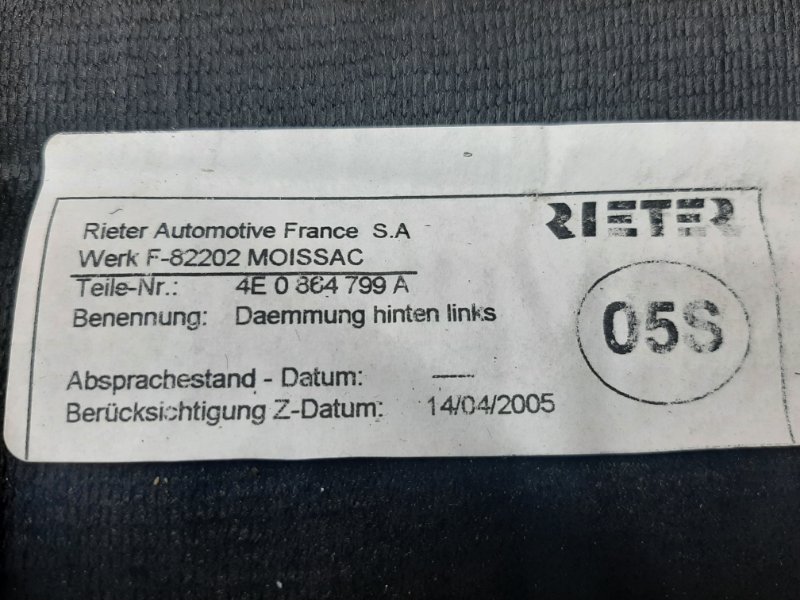 Rieter Automotive France S.A
Werk F-82202 MOISSAC
RIETER
Teile-Nr.: 4E 0 864 799 A
Benennung: Daemmung hinten links
05S
Absprachestand - Datum: —
Berücksichtigung Z-Datum: 14/04/2005